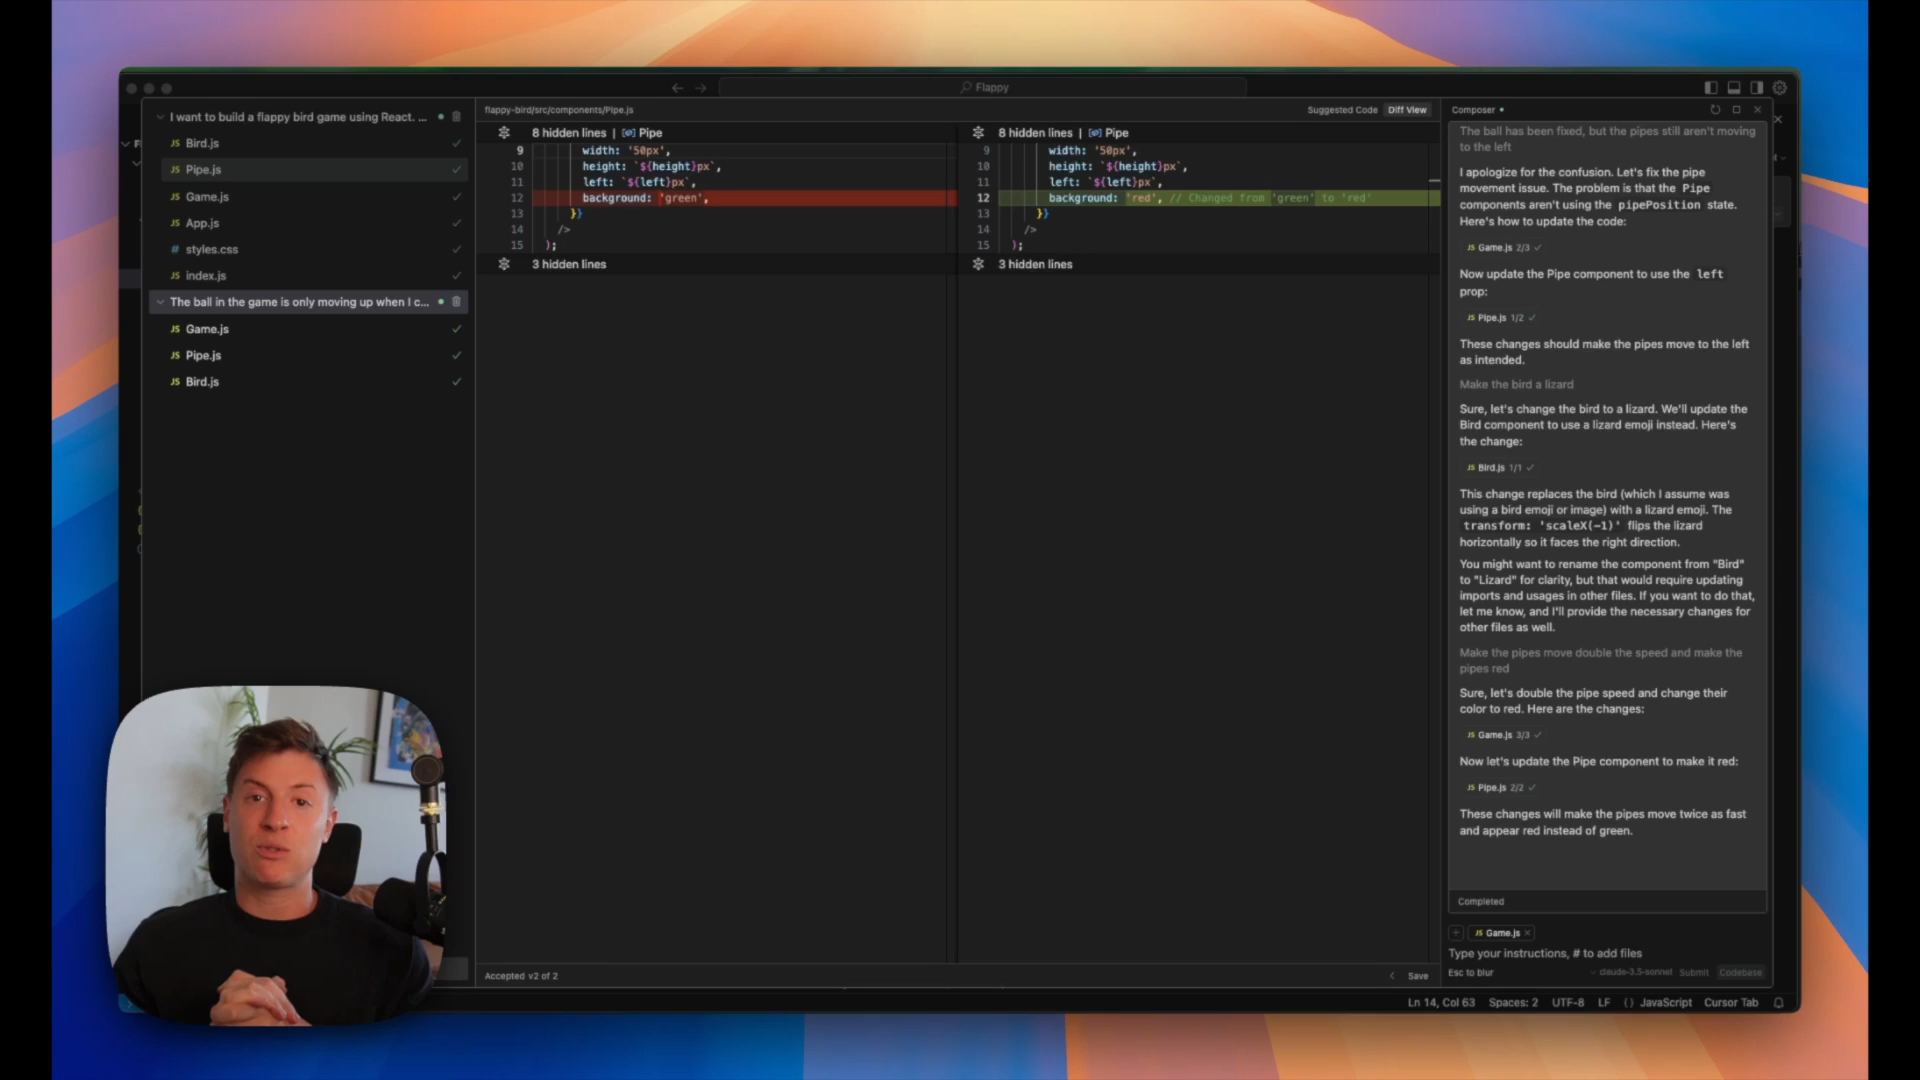 Flappy
I want to build a flappy bird game using React. ...
JS Bird.js
JS Pipe.js
JS Game.js
JS App.js
# styles.css
JS index.js
The ball in the game is only moving up when I c...
JS Game.js
JS Pipe.js
JS Bird.js
flappy-bird/src/components/Pipe.js
Suggested Code Diff View
8 hidden lines | Pipe
9 width: '50px',
10 height: `${height}px`,
11 left: `${left}px`,
12 background: 'green',
13 }}
14 />
15 );
3 hidden lines
8 hidden lines | Pipe
9 width: '50px',
10 height: `${height}px`,
11 left: `${left}px`,
12 background: 'red', // Changed from 'green' to 'red'
13 }}
14 />
15 );
3 hidden lines
Accepted v2 of 2
Save
Composer
The ball has been fixed, but the pipes still aren't moving
to the left
I apologize for the confusion. Let's fix the pipe
movement issue. The problem is that the Pipe
components aren't using the pipePosition state.
Here's how to update the code:
JS Game.js 2/3
Now update the Pipe component to use the left
prop:
JS Pipe.js 1/2
These changes should make the pipes move to the left
as intended.
Make the bird a lizard
Sure, let's change the bird to a lizard. We'll update the
Bird component to use a lizard emoji instead. Here's
the change:
JS Bird.js 1/1
This change replaces the bird (which I assume was
using a bird emoji or image) with a lizard emoji. The
transform: 'scaleX(-1)' flips the lizard
horizontally so it faces the right direction.
You might want to rename the component from "Bird"
to "Lizard" for clarity, but that would require updating
imports and usages in other files. If you want to do that,
let me know, and I'll provide the necessary changes for
other files as well.
Make the pipes move double the speed and make the
pipes red
Sure, let's double the pipe speed and change their
color to red. Here are the changes:
JS Game.js 3/3
Now let's update the Pipe component to make it red:
JS Pipe.js 2/2
These changes will make the pipes move twice as fast
and appear red instead of green.
Completed
+ JS Game.js
Type your instructions, # to add files
Esc to blur claude-3.5-sonnet Submit Codebase
Ln 14, Col 63 Spaces: 2 UTF-8 LF {} JavaScript Cursor Tab